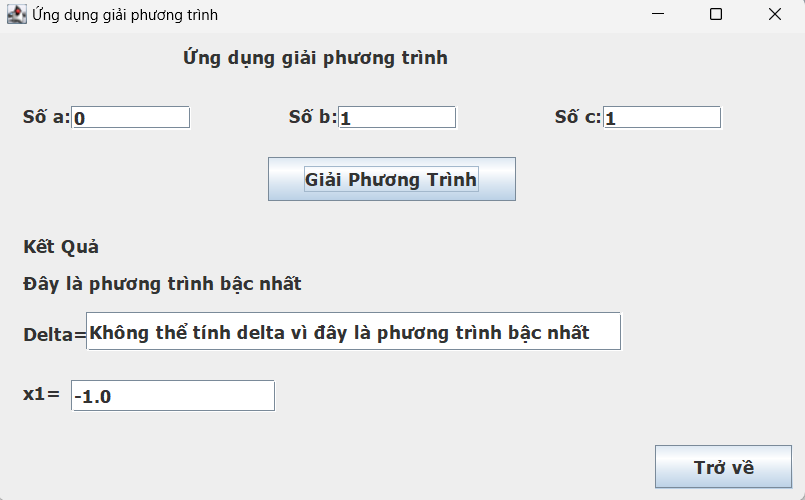 Ứng dụng giải phương trình
Ứng dụng giải phương trình
Số a: 0 Số b: 1 Số c: 1
Giải Phương Trình
Kết Quả
Đây là phương trình bậc nhất
Delta= Không thể tính delta vì đây là phương trình bậc nhất
x1= -1.0
Trở về